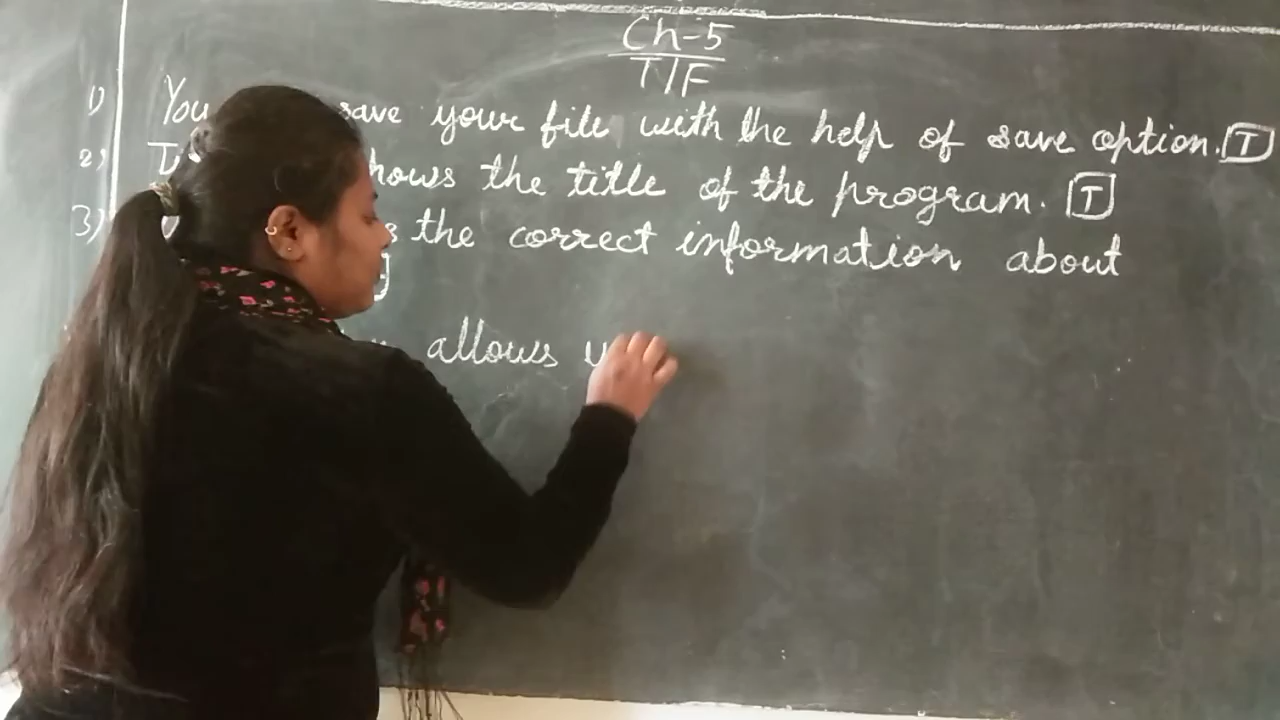 Ch-5
T/F
1) You save your file with the help of save option. T
2) the title of the program. T
3) the correct information about
allows